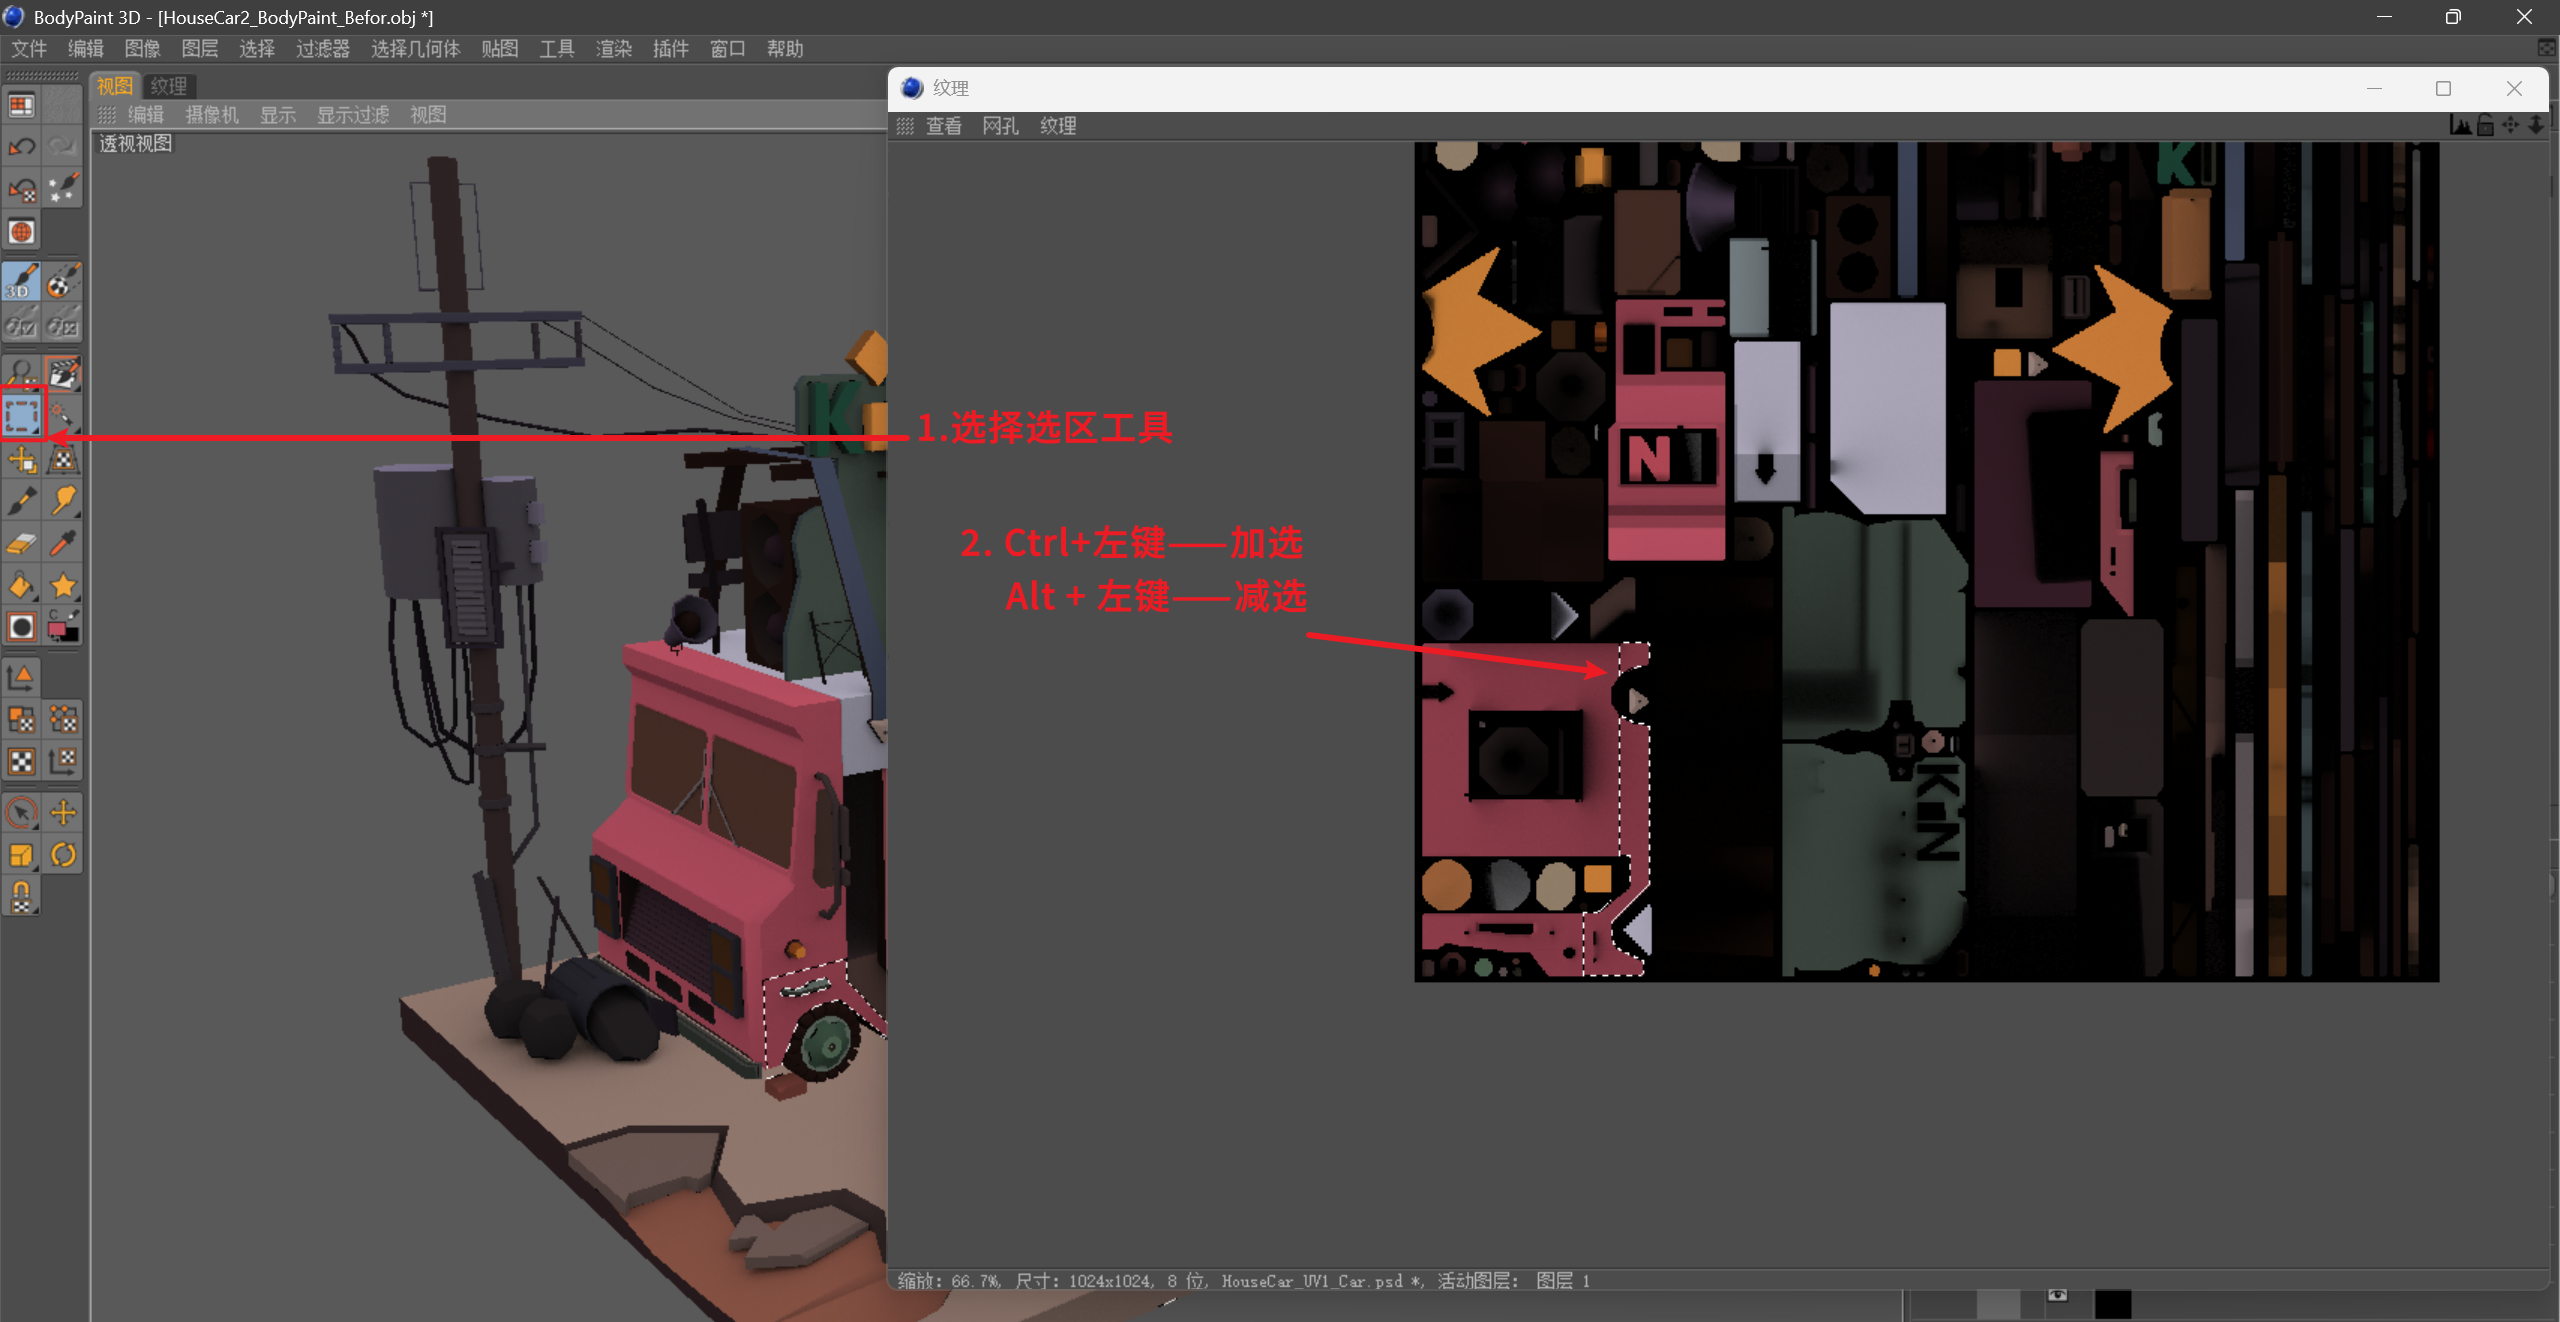 BodyPaint 3D - [HouseCar2_BodyPaint_Befor.obj *]
文件 编辑 图像 图层 选择 过滤器 选择几何体 贴图 工具 渲染 插件 窗口 帮助
视图 纹理
编辑 摄像机 显示 显示过滤 视图
透视视图
纹理
查看 网孔 纹理
3D
C
K
K
N
KN
1.选择选区工具
2. Ctrl+左键——加选
Alt + 左键——减选
缩放: 66.7%, 尺寸: 1024x1024, 8 位, HouseCar_UV1_Car.psd *, 活动图层: 图层 1